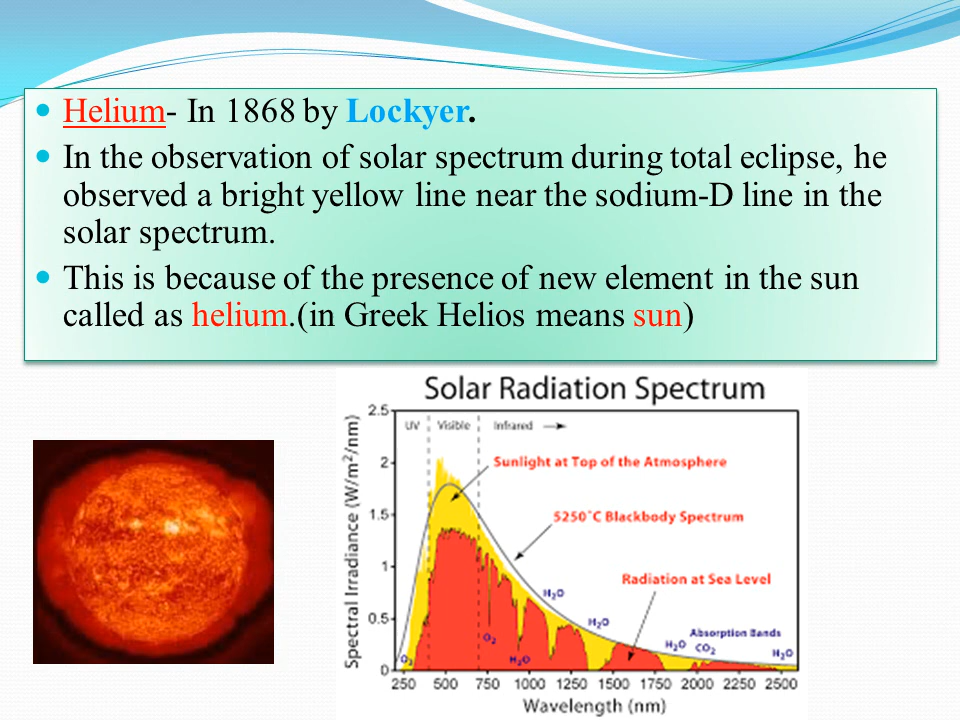 Helium- In 1868 by Lockyer.
In the observation of solar spectrum during total eclipse, he
observed a bright yellow line near the sodium-D line in the
solar spectrum.
This is because of the presence of new element in the sun
called as helium.(in Greek Helios means sun)
Solar Radiation Spectrum
Spectral Irradiance (W/m²/nm)
2.5
2
1.5
1
0.5
0
UV
Visible
Infrared
Sunlight at Top of the Atmosphere
5250°C Blackbody Spectrum
Radiation at Sea Level
H₂O
H₂O
Absorption Bands
H₂O
CO₂
H₂O
O₃
O₂
H₂O
250 500 750 1000 1250 1500 1750 2000 2250 2500
Wavelength (nm)